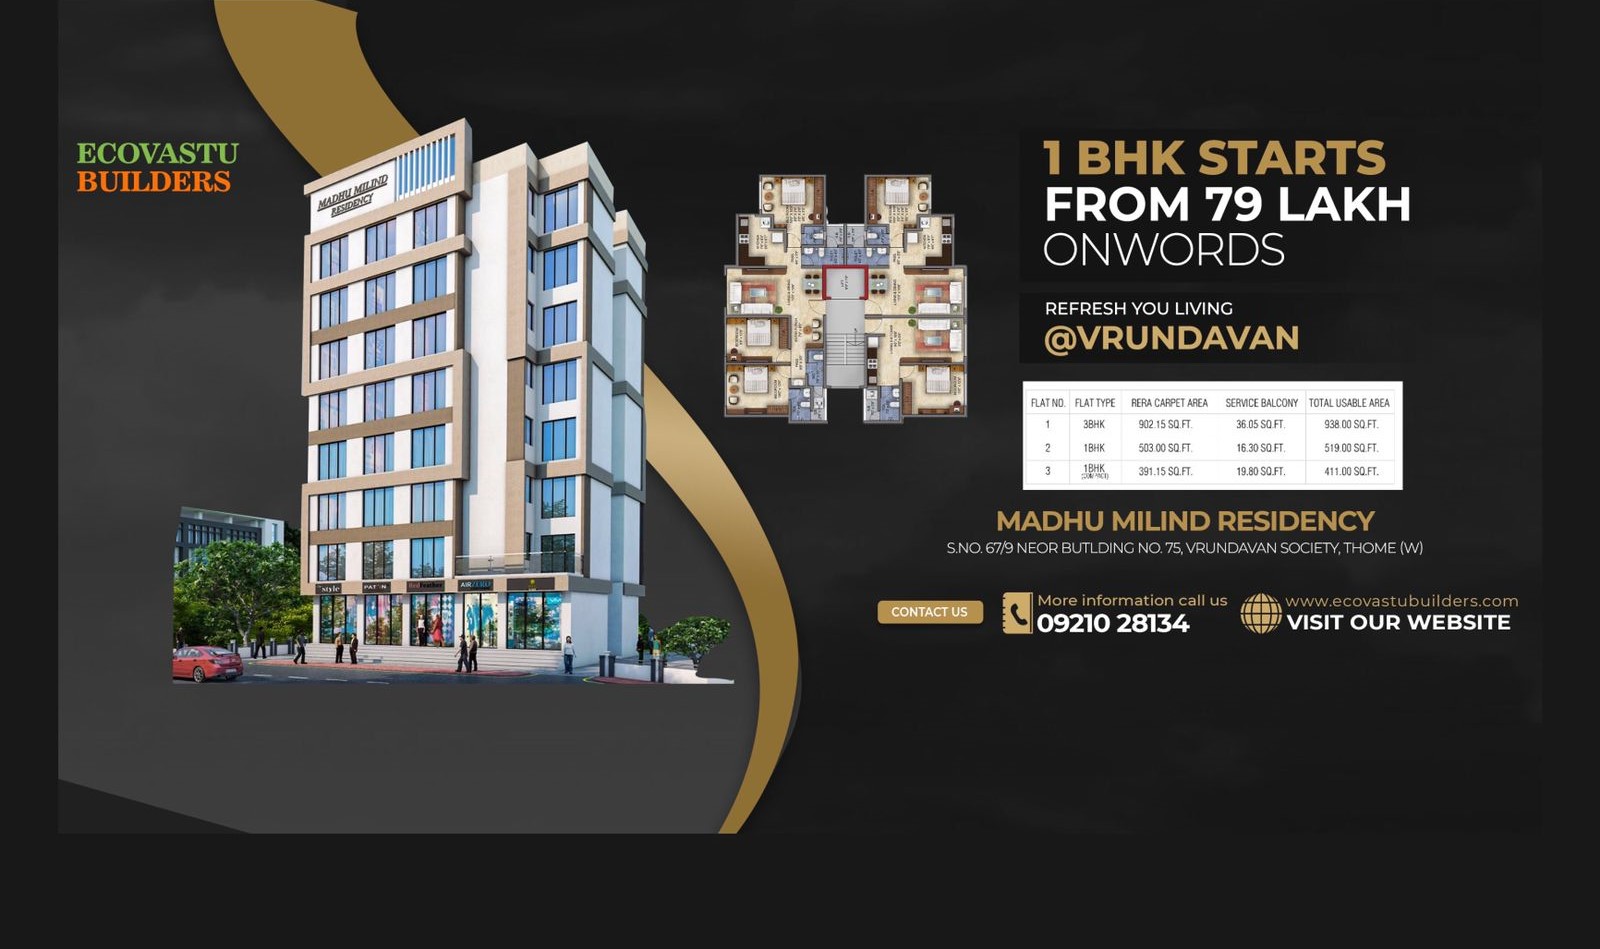 ECOVASTU
BUILDERS
MADHU MILIND
RESIDENCY
style
PAT N
Red Feather
AIRZERO
1 BHK STARTS
FROM 79 LAKH
ONWORDS
REFRESH YOU LIVING
@VRUNDAVAN
FLAT NO. FLAT TYPE RERA CARPET AREA SERVICE BALCONY TOTAL USABLE AREA
1 3BHK 902.15 SQ.FT. 36.05 SQ.FT. 938.00 SQ.FT.
2 1BHK 503.00 SQ.FT. 16.30 SQ.FT. 519.00 SQ.FT.
3 1BHK 391.15 SQ.FT. 19.80 SQ.FT. 411.00 SQ.FT.
MADHU MILIND RESIDENCY
S.NO. 67/9 NEOR BUTLDING NO. 75, VRUNDAVAN SOCIETY, THOME (W)
CONTACT US
More information call us
09210 28134
www.ecovastubuilders.com
VISIT OUR WEBSITE